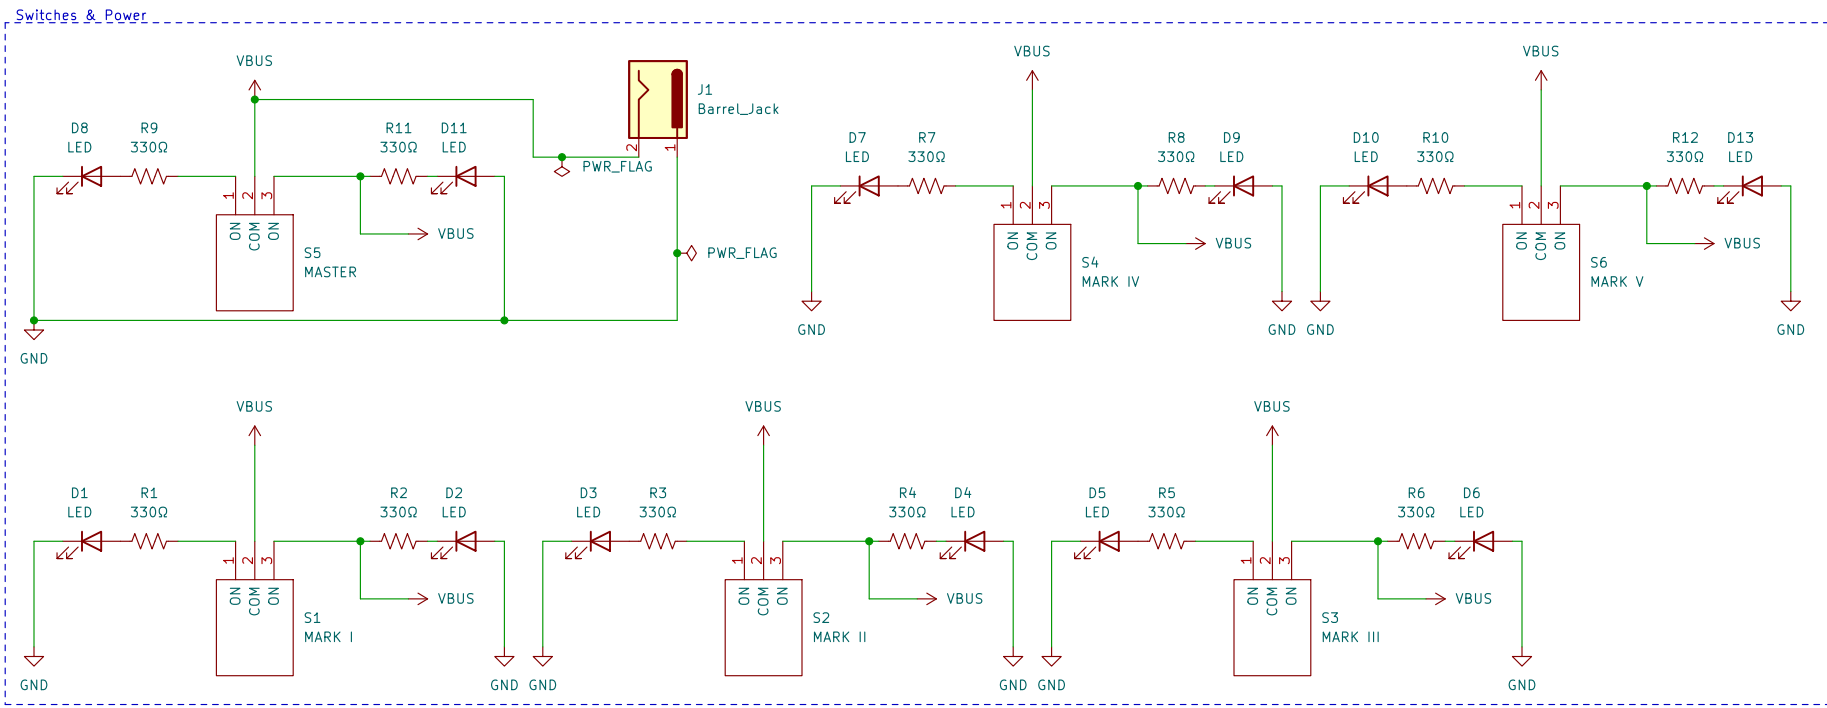 Switches & Power
VBUS
D8
LED
R9
330Ω
R11
330Ω
D11
LED
1
2
3
ON
COM
ON
VBUS
S5
MASTER
GND
J1
Barrel_Jack
2
1
PWR_FLAG
PWR_FLAG
VBUS
D7
LED
R7
330Ω
R8
330Ω
D9
LED
1
2
3
ON
COM
ON
VBUS
S4
MARK IV
GND
GND
VBUS
D10
LED
R10
330Ω
R12
330Ω
D13
LED
1
2
3
ON
COM
ON
VBUS
S6
MARK V
GND
GND
VBUS
D1
LED
R1
330Ω
R2
330Ω
D2
LED
1
2
3
ON
COM
ON
VBUS
S1
MARK I
GND
GND
VBUS
D3
LED
R3
330Ω
R4
330Ω
D4
LED
1
2
3
ON
COM
ON
VBUS
S2
MARK II
GND
GND
VBUS
D5
LED
R5
330Ω
R6
330Ω
D6
LED
1
2
3
ON
COM
ON
VBUS
S3
MARK III
GND
GND